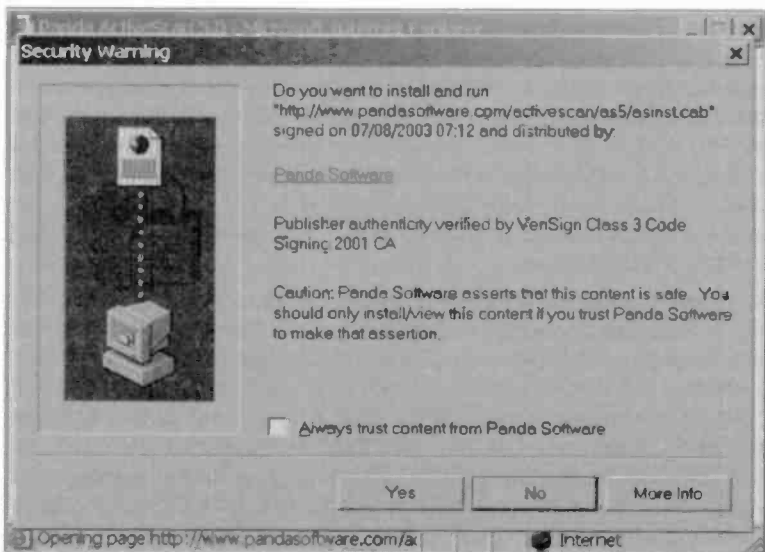 Security Warning
Do you want to install and run
"http://www.pandasoftware.com/activescan/as5/asinst.cab"
signed on 07/08/2003 07:12 and distributed by:
Panda Software
Publisher authenticity verified by VeriSign Class 3 Code
Signing 2001 CA
Caution: Panda Software asserts that this content is safe. You
should only install/view this content if you trust Panda Software
to make that assertion.
Always trust content from Panda Software
Yes
No
More Info
Opening page http://www.pandasoftware.com/ac
Internet